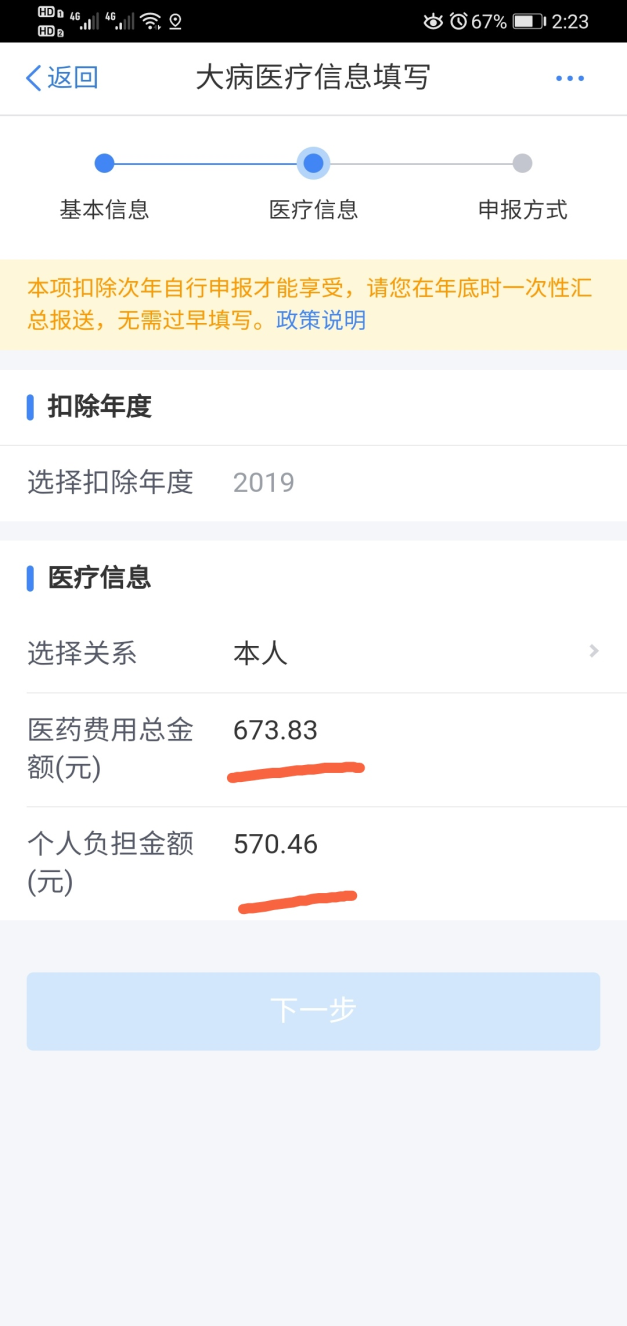 HD 1 4G 4G 67% 2:23
HD 2
返回 大病医疗信息填写
基本信息 医疗信息 申报方式
本项扣除次年自行申报才能享受，请您在年底时一次性汇
总报送，无需过早填写。政策说明
扣除年度
选择扣除年度 2019
医疗信息
选择关系 本人
医药费用总金 673.83
额(元)
个人负担金额 570.46
(元)
下一步